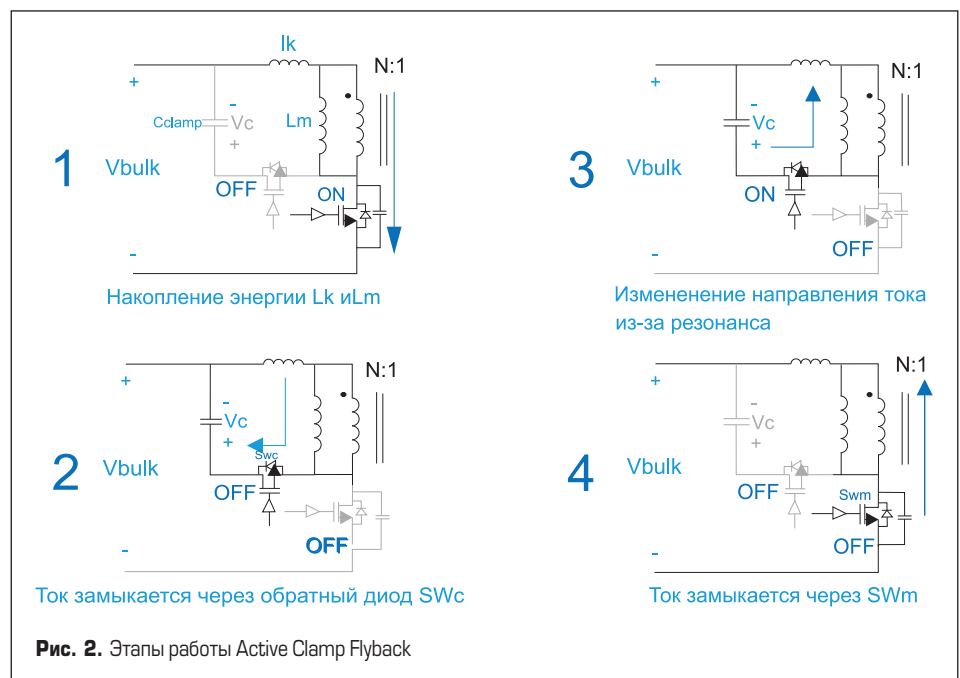 lk
N:1
+
-
Cclamp
Vc
+
Lm
1
Vbulk
OFF
ON
-
Накопление энергии Lk иLm
2
N:1
+
-
Vc
+
Swc
Vbulk
OFF
OFF
-
Ток замыкается через обратный диод SWc
3
N:1
+
-
Vc
+
Vbulk
ON
OFF
-
Измененение направления тока
из-за резонанса
4
N:1
+
-
Vc
+
Vbulk
OFF
Swm
OFF
-
Ток замыкается через SWm
Рис. 2. Этапы работы Active Clamp Flyback